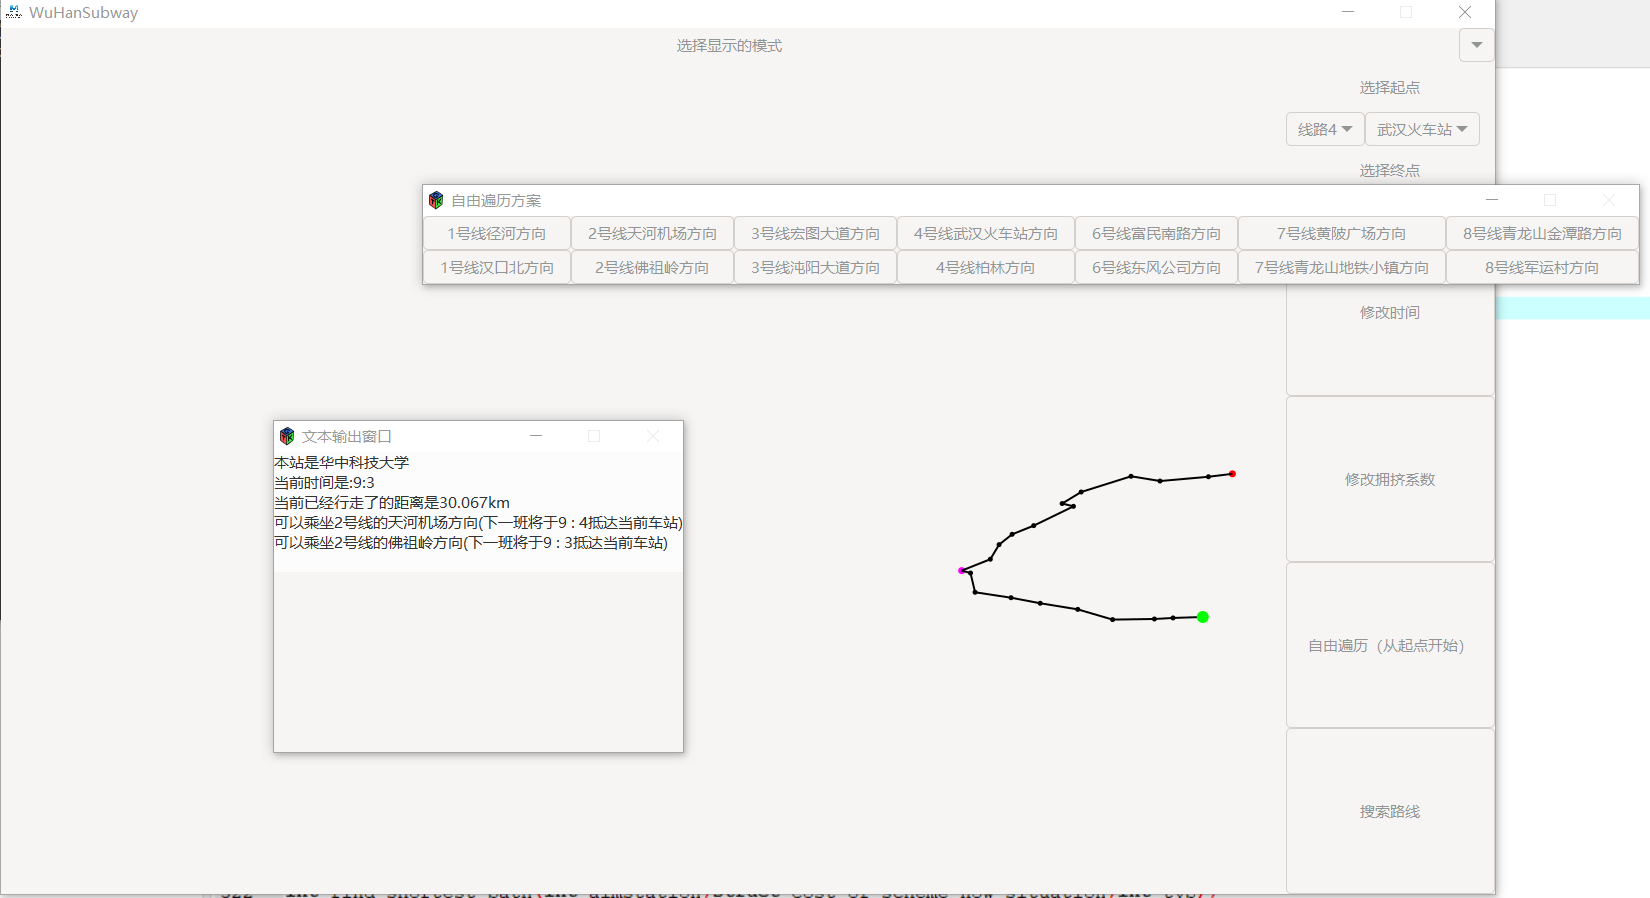 WuHanSubway
选择显示的模式
选择起点
线路4 武汉火车站
选择终点
自由遍历方案
1号线径河方向 2号线天河机场方向 3号线宏图大道方向 4号线武汉火车站方向 6号线富民南路方向 7号线黄陂广场方向 8号线青龙山金潭路方向
1号线汉口北方向 2号线佛祖岭方向 3号线沌阳大道方向 4号线柏林方向 6号线东风公司方向 7号线青龙山地铁小镇方向 8号线军运村方向
修改时间
文本输出窗口
本站是华中科技大学
当前时间是:9:3
当前已经行走了的距离是30.067km
可以乘坐2号线的天河机场方向(下一班将于9 : 4抵达当前车站)
可以乘坐2号线的佛祖岭方向(下一班将于9 : 3抵达当前车站)
修改拥挤系数
自由遍历（从起点开始）
搜索路线